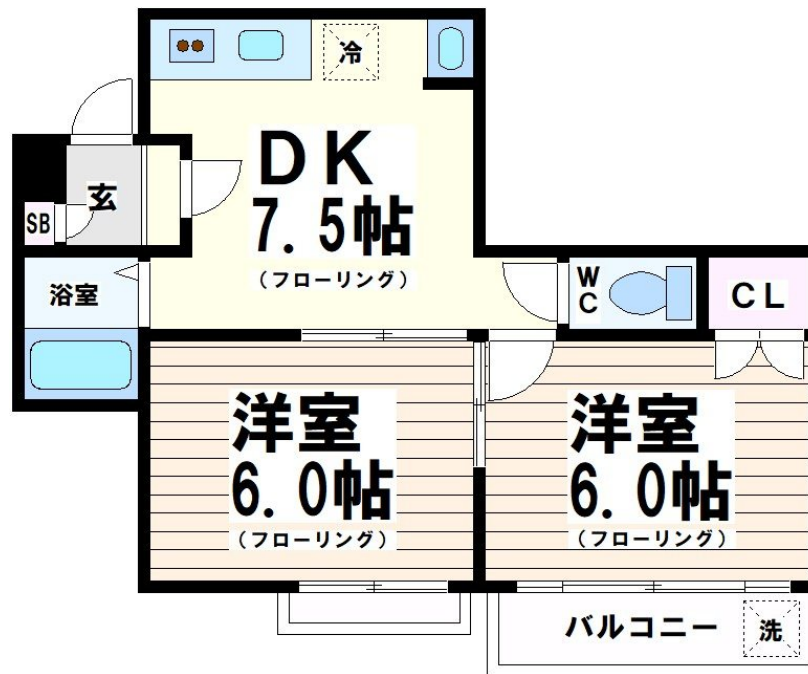 冷
DK
7.5帖
(フローリング)
玄
SB
浴室
WC
CL
洋室
6.0帖
(フローリング)
洋室
6.0帖
(フローリング)
バルコニー
洗